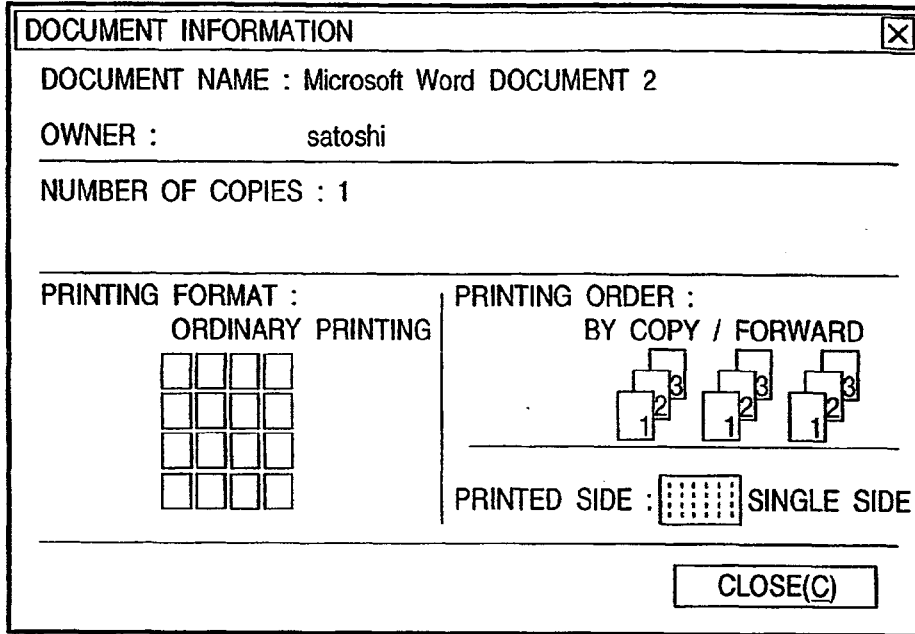 DOCUMENT INFORMATION
DOCUMENT NAME : Microsoft Word DOCUMENT 2
OWNER : satoshi
NUMBER OF COPIES : 1
PRINTING FORMAT :
ORDINARY PRINTING
PRINTING ORDER :
BY COPY / FORWARD
1 2 3 1 2 3 1 2 3
PRINTED SIDE : SINGLE SIDE
CLOSE(C)